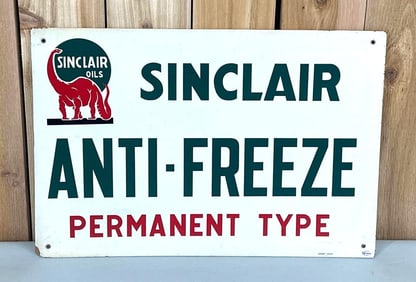 SINCLAIR
OILS
SINCLAIR
ANTI-FREEZE
PERMANENT TYPE